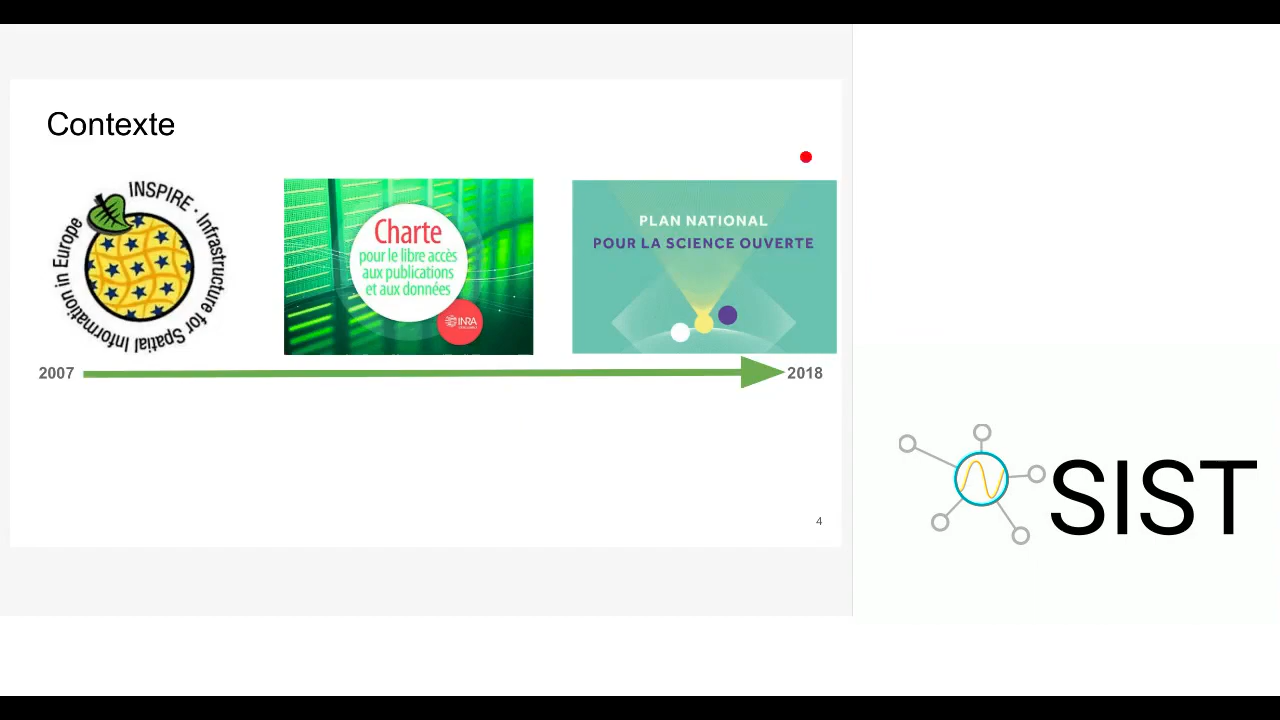 Contexte
INSPIRE · Infrastructure for Spatial Information in Europe
Charte
pour le libre accès
aux publications
et aux données
INRA
PLAN NATIONAL
POUR LA SCIENCE OUVERTE
2007
2018
4
SIST